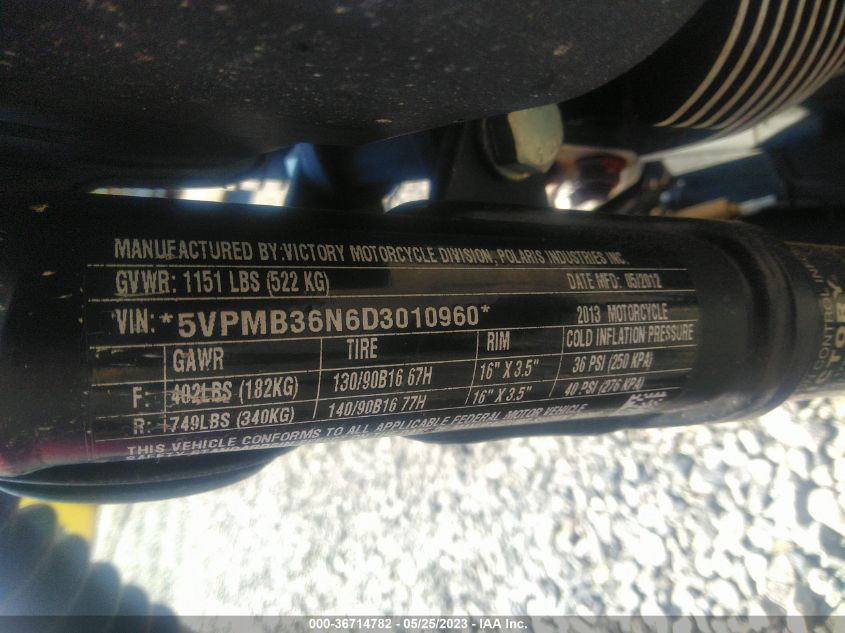 MANUFACTURED BY:VICTORY MOTORCYCLE DIVISION, POLARIS INDUSTRIES INC.
GVWR: 1151 LBS (522 KG) DATE MFD: 05/2012
VIN: *5VPMB36N6D3010960* 2013 MOTORCYCLE
GAWR TIRE RIM COLD INFLATION PRESSURE
F: 402LBS (182KG) 130/90B16 67H 16" X 3.5" 36 PSI (250 KPA)
R: 749LBS (340KG) 140/90B16 77H 16" X 3.5" 40 PSI (276 KPA)
THIS VEHICLE CONFORMS TO ALL APPLICABLE FEDERAL MOTOR VEHICLE
SAFETY
CONTROL
000-36714782 - 05/25/2023 - IAA Inc.